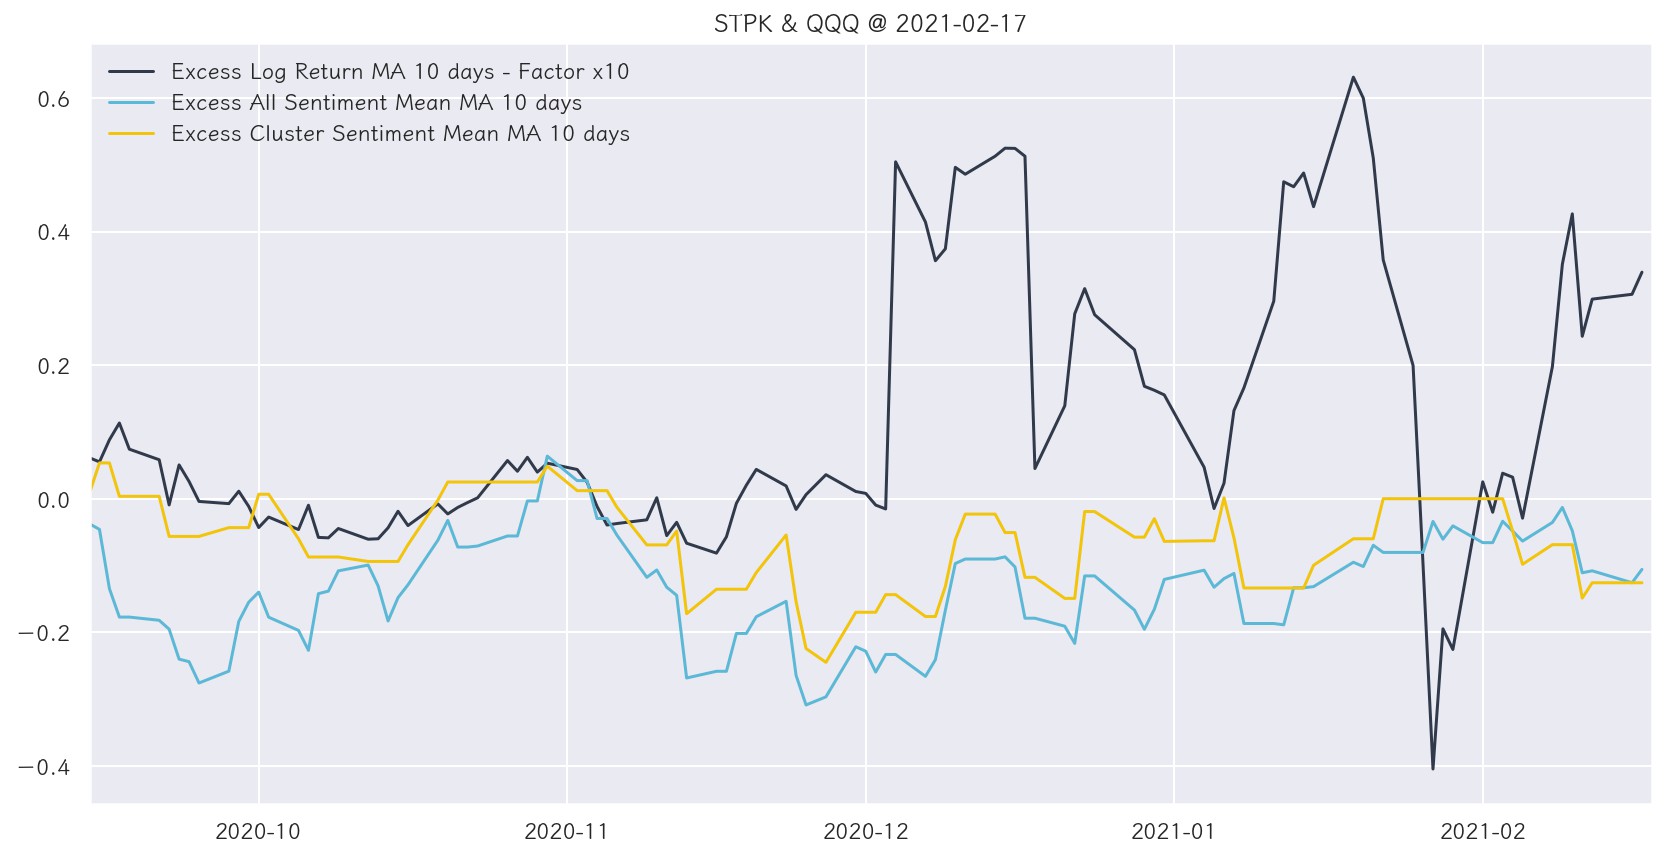 STPK & QQQ @ 2021-02-17
Excess Log Return MA 10 days - Factor x10
Excess All Sentiment Mean MA 10 days
Excess Cluster Sentiment Mean MA 10 days
0.6
0.4
0.2
0.0
−0.2
−0.4
2020-10 2020-11 2020-12 2021-01 2021-02